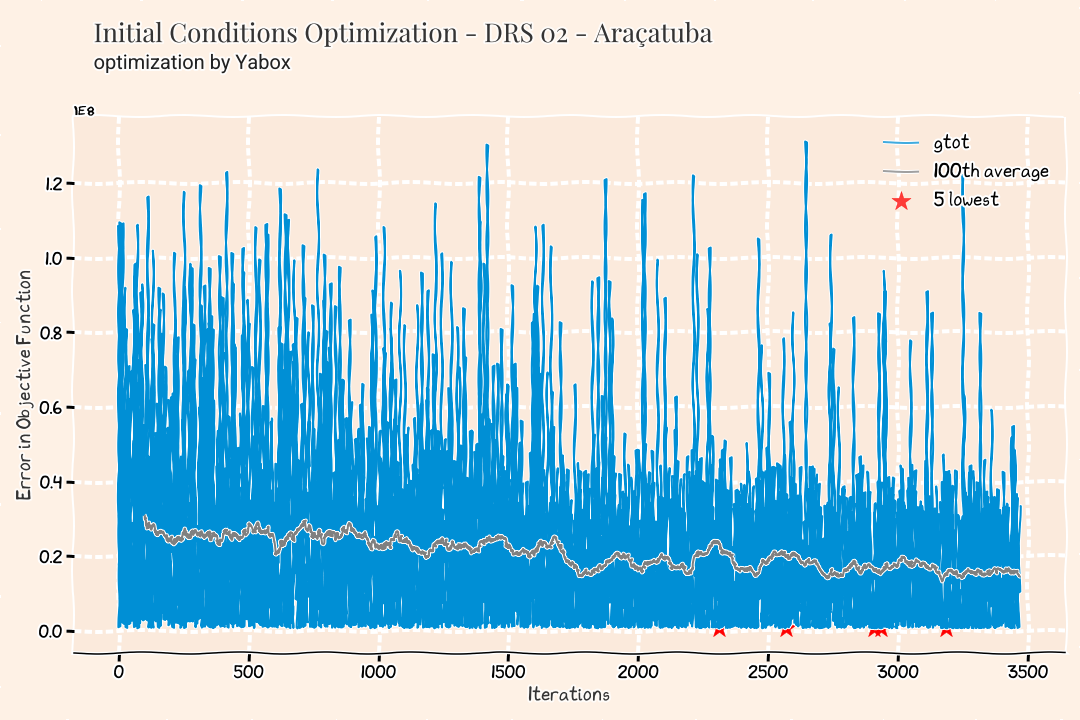 Initial Conditions Optimization - DRS 02 - Araçatuba
optimization by Yabox
1E8
gtot
100th average
5 lowest
1.2
1.0
0.8
0.6
0.4
0.2
0.0
Error in Objective Function
0 500 1000 1500 2000 2500 3000 3500
Iterations